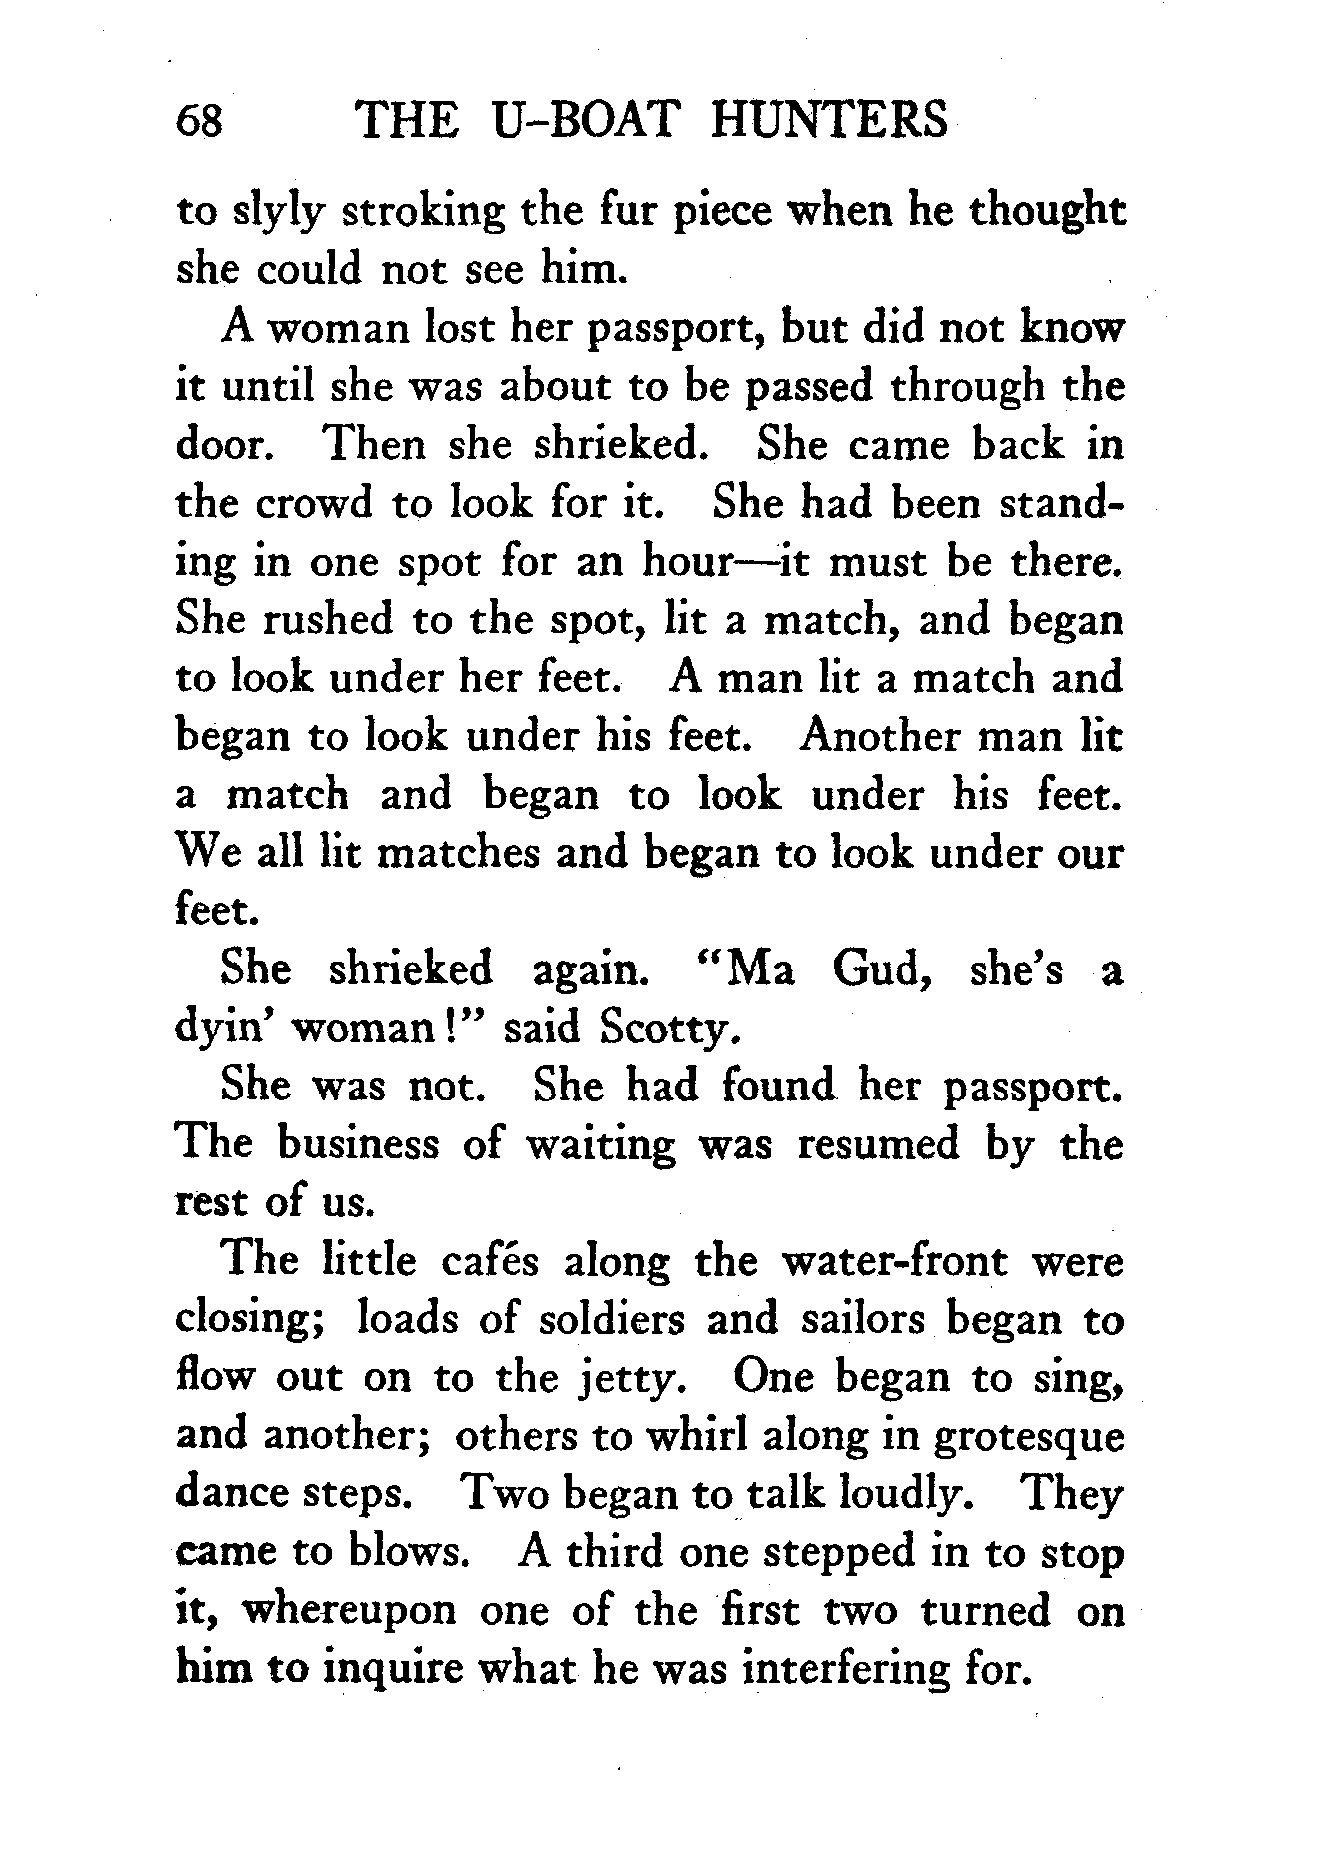 68 THE U-BOAT HUNTERS
to slyly stroking the fur piece when he thought
she could not see him.
A woman lost her passport, but did not know
it until she was about to be passed through the
door. Then she shrieked. She came back in
the crowd to look for it. She had been stand-
ing in one spot for an hour—it must be there.
She rushed to the spot, lit a match, and began
to look under her feet. A man lit a match and
began to look under his feet. Another man lit
a match and began to look under his feet.
We all lit matches and began to look under our
feet.
She shrieked again. “Ma Gud, she’s a
dyin’ woman!” said Scotty.
She was not. She had found her passport.
The business of waiting was resumed by the
rest of us.
The little cafés along the water-front were
closing; loads of soldiers and sailors began to
flow out on to the jetty. One began to sing,
and another; others to whirl along in grotesque
dance steps. Two began to talk loudly. They
came to blows. A third one stepped in to stop
it, whereupon one of the first two turned on
him to inquire what he was interfering for.